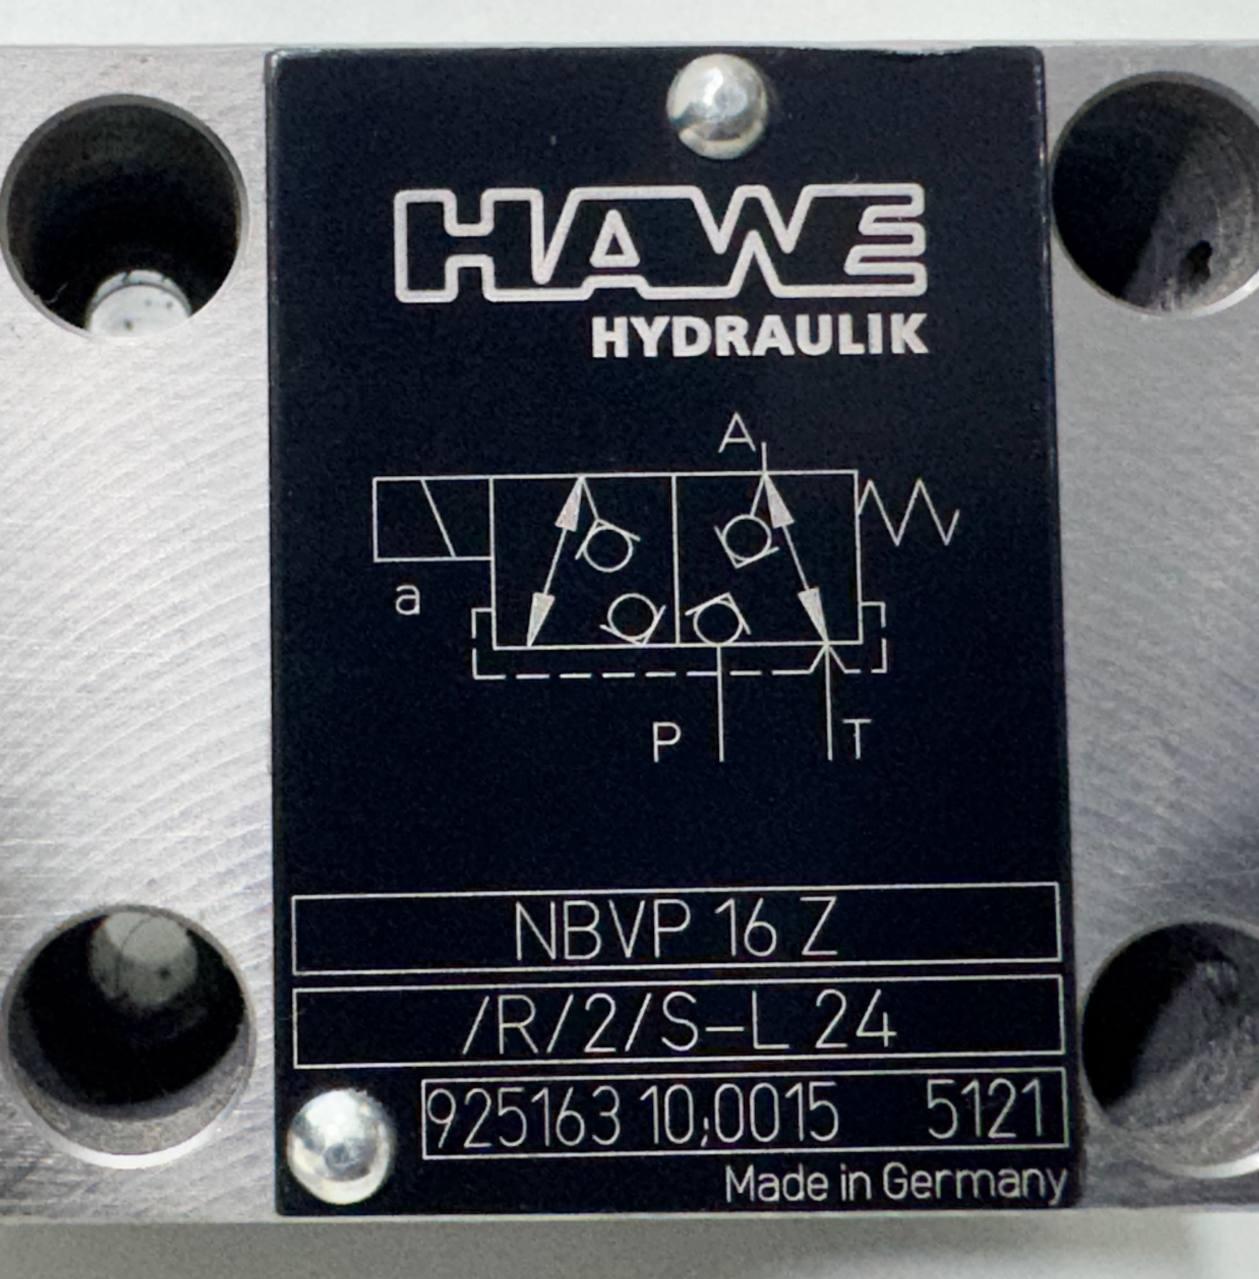 HAWE
HYDRAULIK
A
a
P T
NBVP 16 Z
/R/2/S-L 24
925163 10;0015 5121
Made in Germany